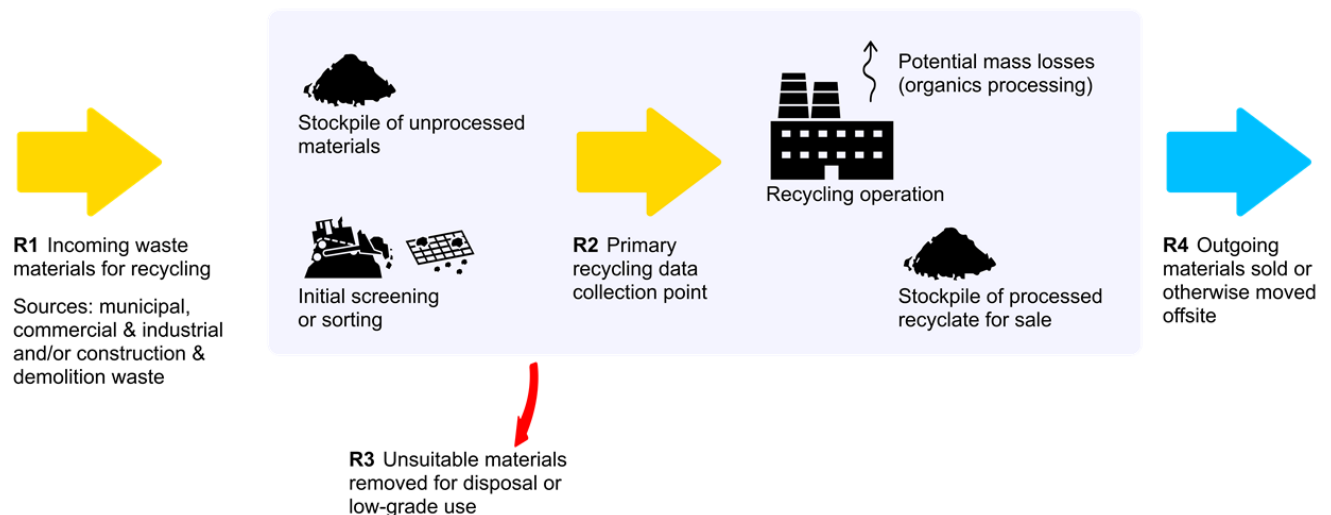 Stockpile of unprocessed
materials
Potential mass losses
(organics processing)
Recycling operation
R1 Incoming waste
materials for recycling
Sources: municipal,
commercial & industrial
and/or construction &
demolition waste
Initial screening
or sorting
R2 Primary
recycling data
collection point
Stockpile of processed
recyclate for sale
R4 Outgoing
materials sold or
otherwise moved
offsite
R3 Unsuitable materials
removed for disposal or
low-grade use